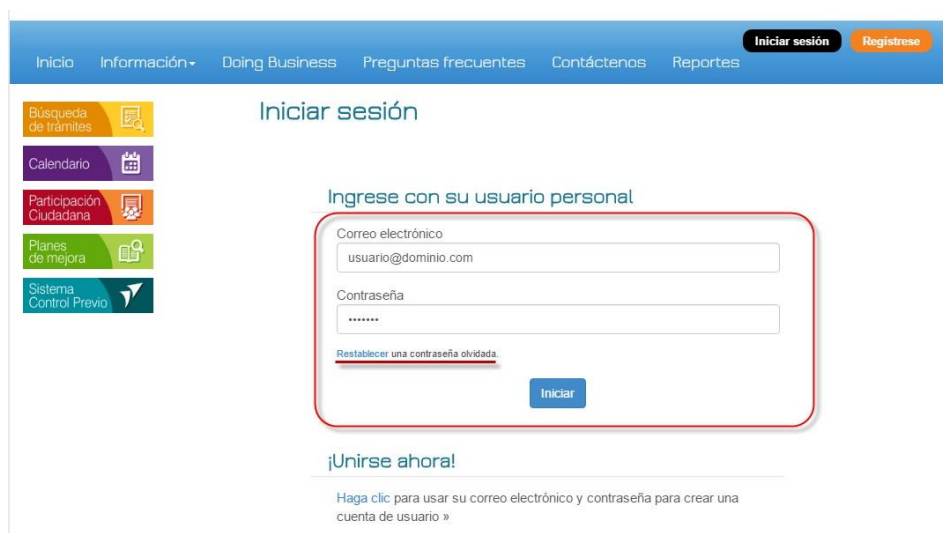 Iniciar sesión
Regístrese
Inicio
Información
Doing Business
Preguntas frecuentes
Contáctenos
Reportes
Búsqueda
de trámites
Calendario
Participación
Ciudadana
Planes
de mejora
Sistema
Control Previo
Iniciar sesión
Ingrese con su usuario personal
Correo electrónico
usuario@dominio.com
Contraseña
•••••••
Restablecer una contraseña olvidada.
Iniciar
¡Unirse ahora!
Haga clic para usar su correo electrónico y contraseña para crear una
cuenta de usuario »